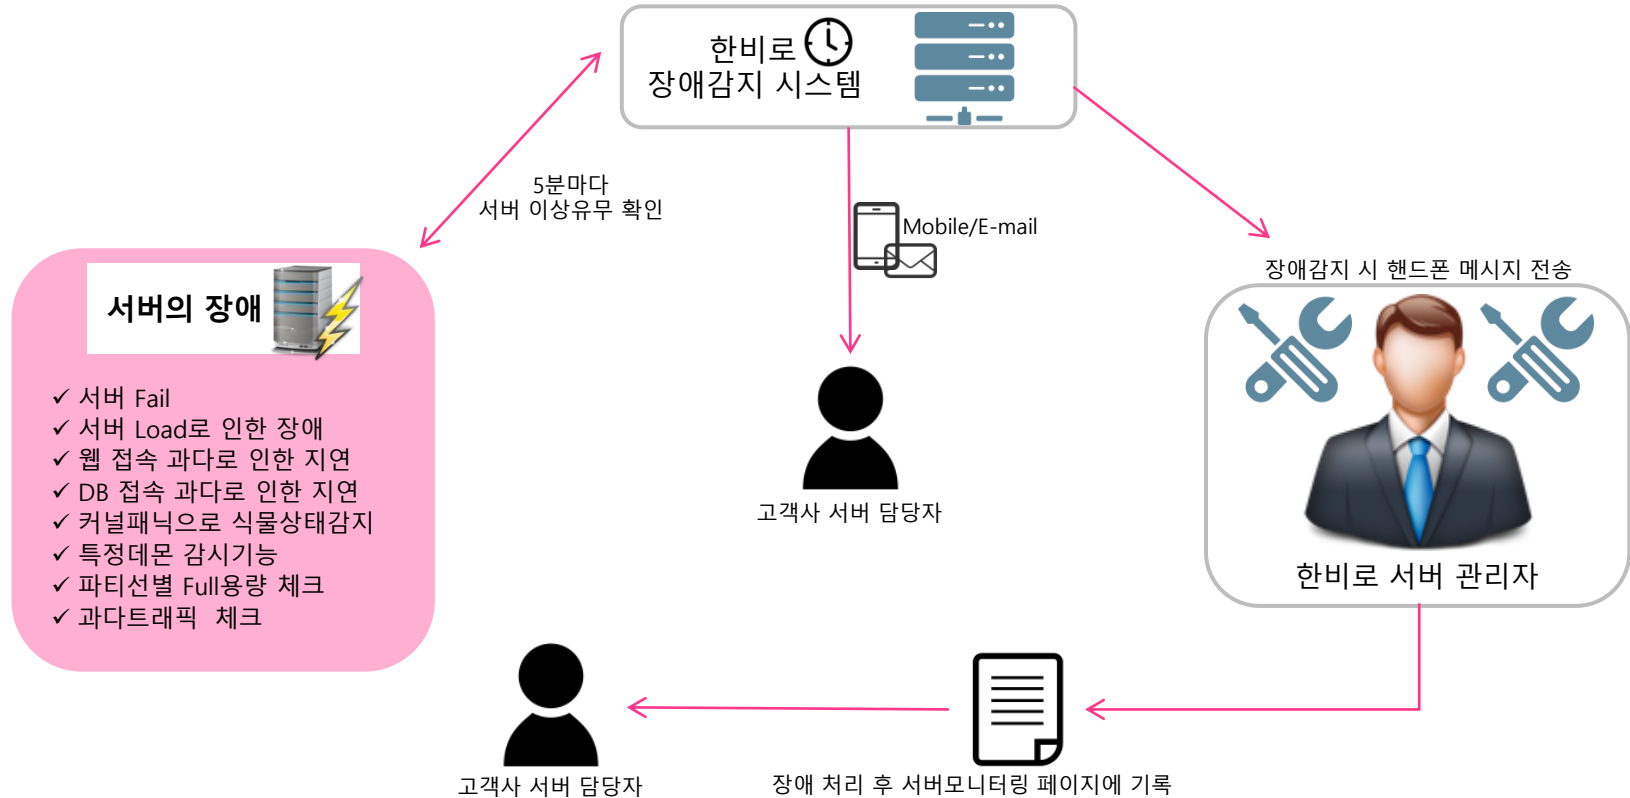 한비로
장애감지 시스템
5분마다
서버 이상유무 확인
Mobile/E-mail
장애감지 시 핸드폰 메시지 전송
서버의 장애
✓ 서버 Fail
✓ 서버 Load로 인한 장애
✓ 웹 접속 과다로 인한 지연
✓ DB 접속 과다로 인한 지연
✓ 커널패닉으로 식물상태감지
✓ 특정데몬 감시기능
✓ 파티선별 Full용량 체크
✓ 과다트래픽 체크
고객사 서버 담당자
한비로 서버 관리자
고객사 서버 담당자
장애 처리 후 서버모니터링 페이지에 기록